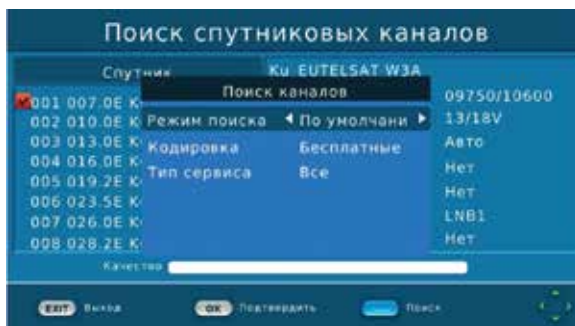 Поиск спутниковых каналов
Спутник
Ku EUTELSAT W3A
Поиск каналов
001 007.0E K
002 010.0E K
003 013.0E K
004 016.0E K
005 019.2E K
006 023.5E K
007 026.0E K
008 028.2E K
Режим поиска По умолчани
Кодировка Бесплатные
Тип сервиса Все
09750/10600
13/18V
Авто
Нет
Нет
LNB1
Нет
Качество
EXIT Выход OK Подтвердить Поиск